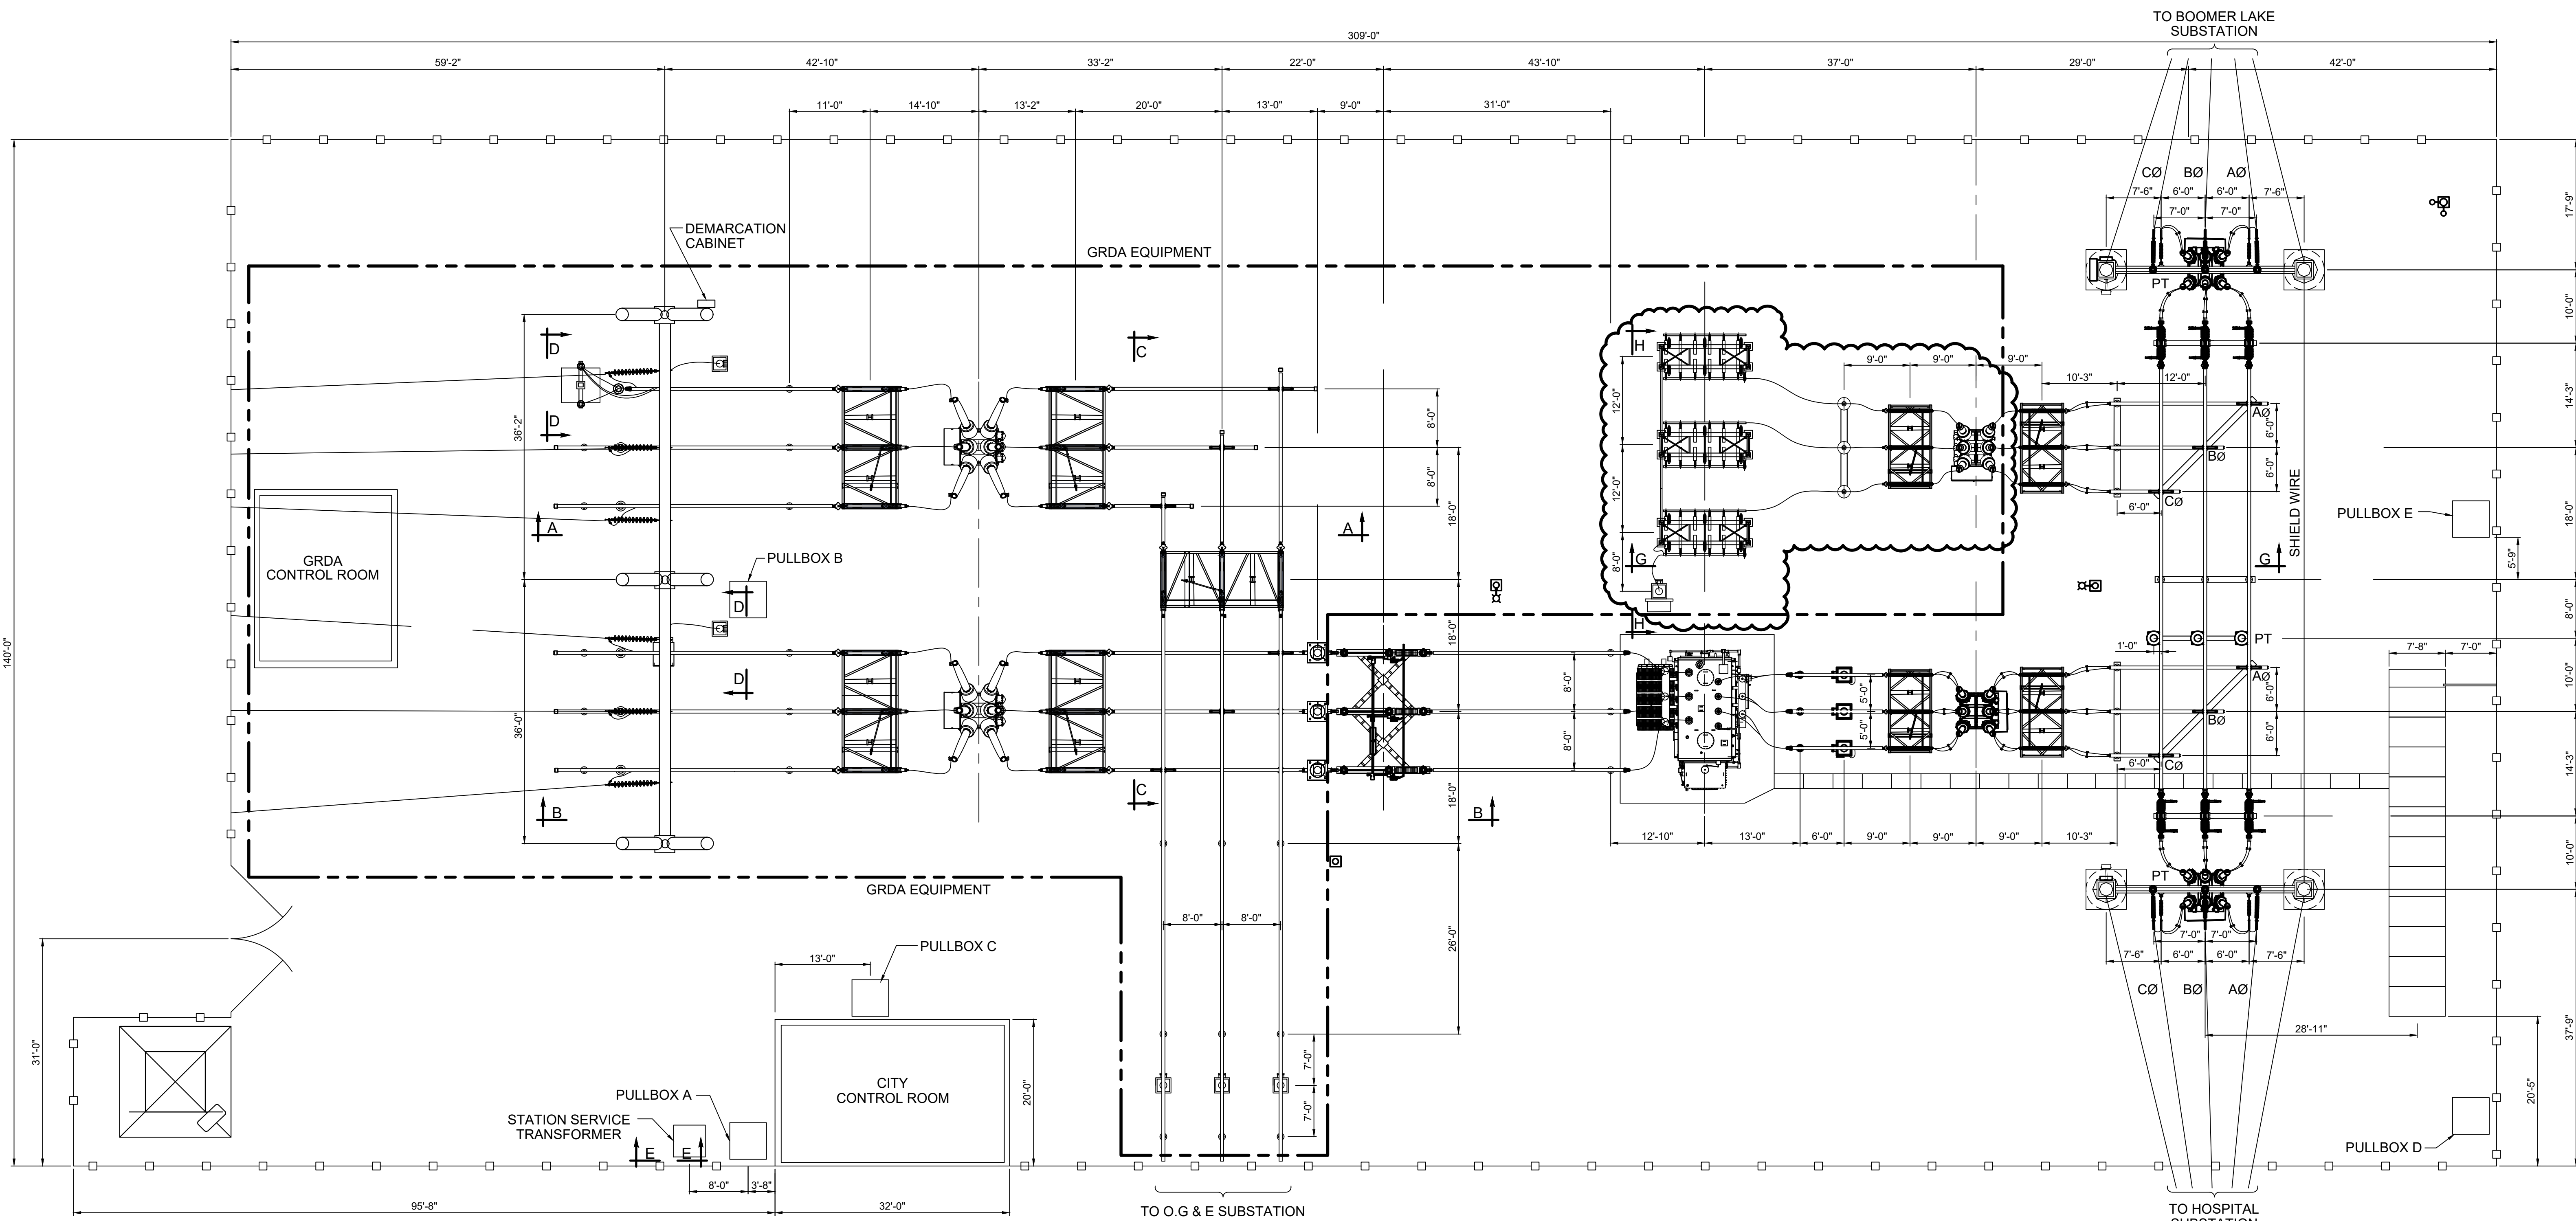 TO BOOMER LAKE
SUBSTATION
309'-0"
59'-2"
42'-10"
33'-2"
22'-0"
43'-10"
37'-0"
29'-0"
42'-0"
11'-0"
14'-10"
13'-2"
20'-0"
13'-0"
9'-0"
31'-0"
CØ
BØ
AØ
7'-6"
6'-0"
6'-0"
7'-6"
7'-0"
7'-0"
17'-9"
DEMARCATION
CABINET
GRDA EQUIPMENT
PT
10'-0"
D
C
H
9'-0"
9'-0"
9'-0"
14'-3"
10'-3"
12'-0"
36'-2"
D
12'-0"
8'-0"
AØ
6'-0"
BØ
8'-0"
6'-0"
12'-0"
CØ
6'-0"
A
A
18'-0"
SHIELD WIRE
18'-0"
PULLBOX E
GRDA
CONTROL ROOM
PULLBOX B
8'-0"
G
G
5'-9"
D
18'-0"
H
8'-0"
140'-0"
PT
1'-0"
7'-8"
7'-0"
D
8'-0"
5'-0"
AØ
6'-0"
10'-0"
36'-0"
8'-0"
5'-0"
BØ
6'-0"
CØ
6'-0"
14'-3"
C
B
18'-0"
B
12'-10"
13'-0"
6'-0"
9'-0"
9'-0"
9'-0"
10'-3"
10'-0"
PT
GRDA EQUIPMENT
8'-0"
8'-0"
26'-0"
7'-0"
7'-0"
7'-6"
6'-0"
6'-0"
7'-6"
PULLBOX C
13'-0"
CØ
BØ
AØ
37'-9"
28'-11"
31'-0"
7'-0"
CITY
CONTROL ROOM
20'-0"
PULLBOX A
STATION SERVICE
TRANSFORMER
7'-0"
20'-5"
E
E
PULLBOX D
8'-0"
3'-8"
95'-8"
32'-0"
TO O.G & E SUBSTATION
TO HOSPITAL
SUBSTATION